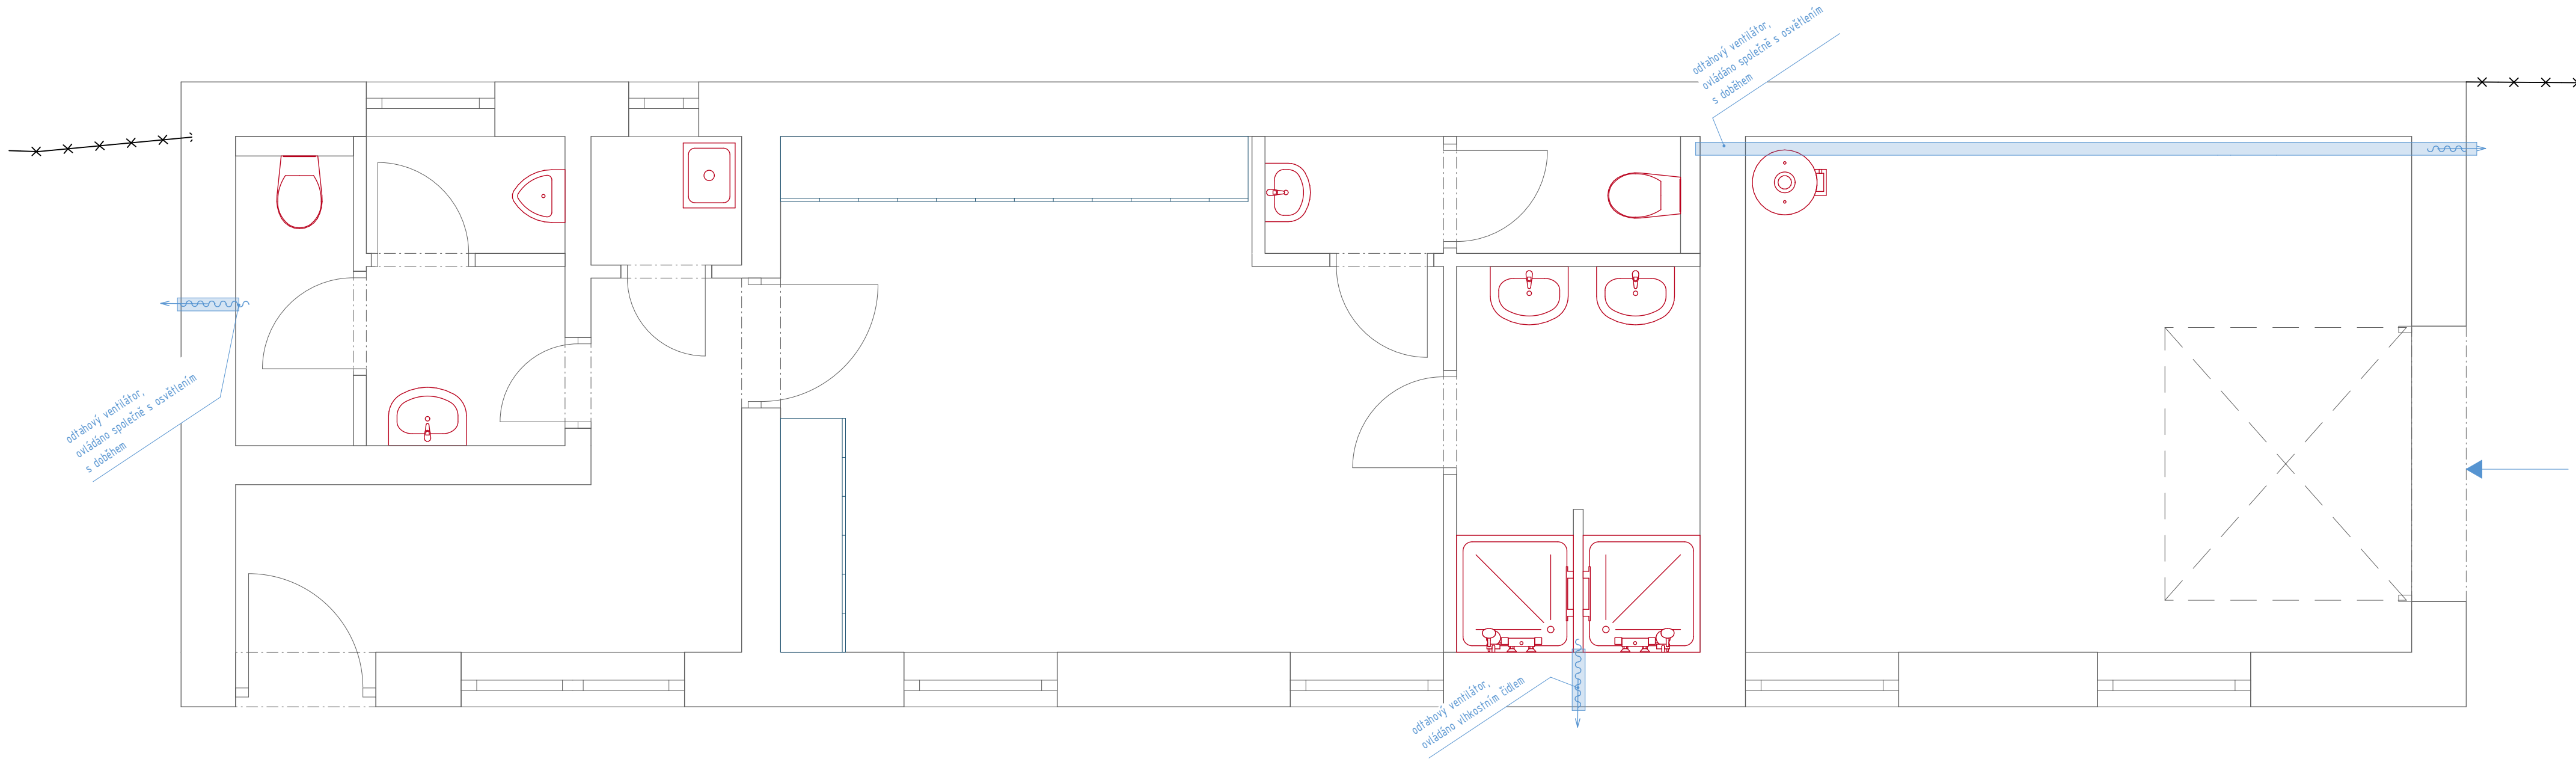 odtahový ventilátor,
ovládáno společně s osvětlením
s doběhem
odtahový ventilátor,
ovládáno společně s osvětlením
s doběhem
odtahový ventilátor,
ovládáno vlhkostním čidlem